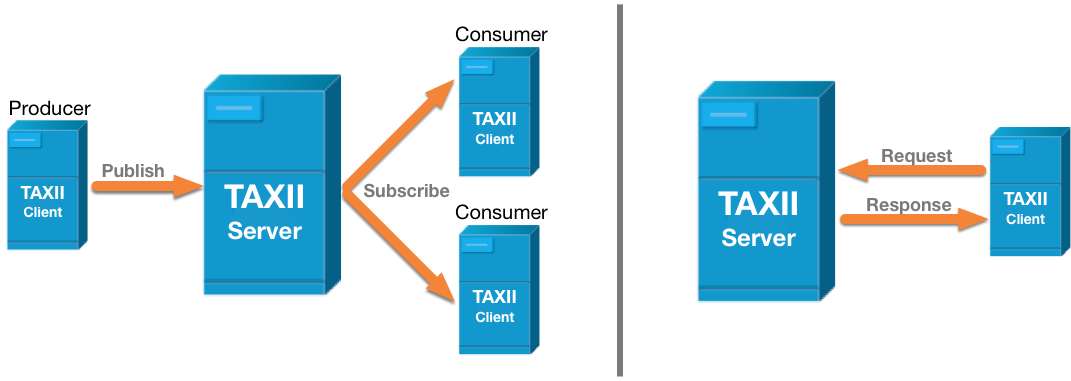 Producer
TAXII
Client
Publish
TAXII
Server
Subscribe
Consumer
TAXII
Client
Consumer
TAXII
Client
TAXII
Server
Request
Response
TAXII
Client